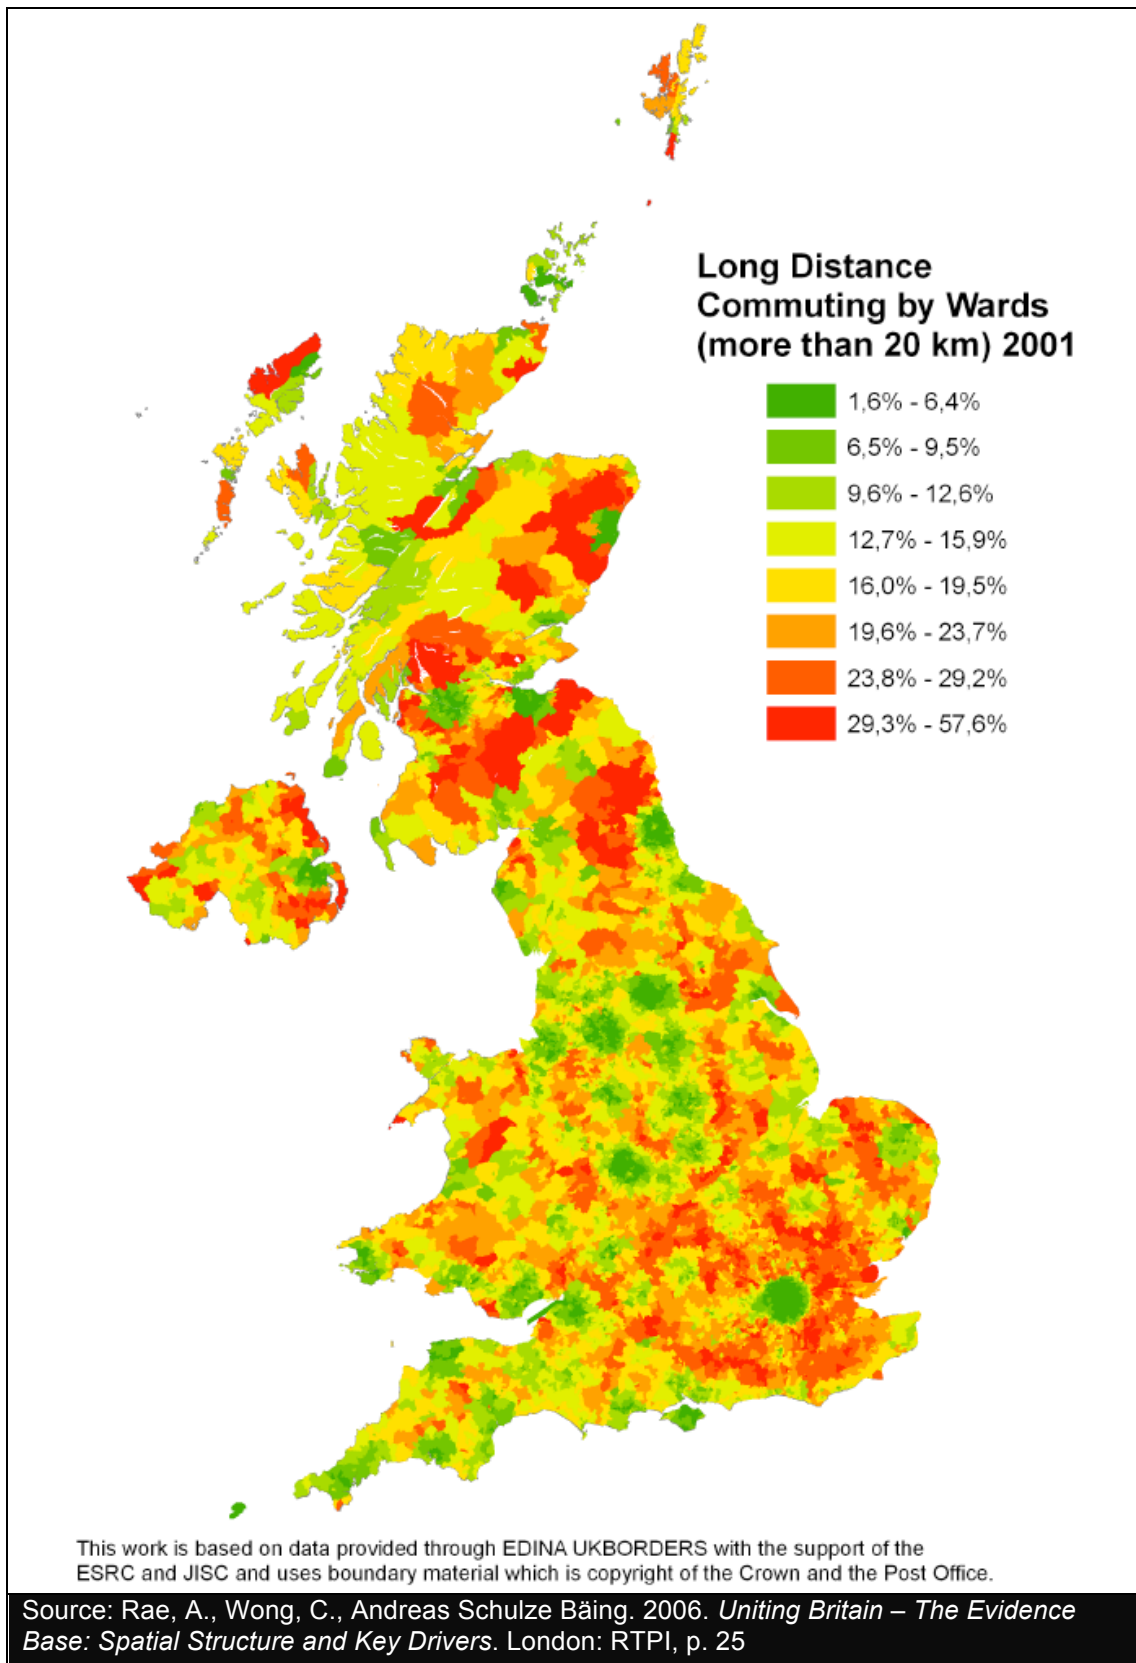 Long Distance
Commuting by Wards
(more than 20 km) 2001
1,6% - 6,4%
6,5% - 9,5%
9,6% - 12,6%
12,7% - 15,9%
16,0% - 19,5%
19,6% - 23,7%
23,8% - 29,2%
29,3% - 57,6%
This work is based on data provided through EDINA UKBORDERS with the support of the
ESRC and JISC and uses boundary material which is copyright of the Crown and the Post Office.
Source: Rae, A., Wong, C., Andreas Schulze Bäing. 2006. Uniting Britain – The Evidence
Base: Spatial Structure and Key Drivers. London: RTPI, p. 25